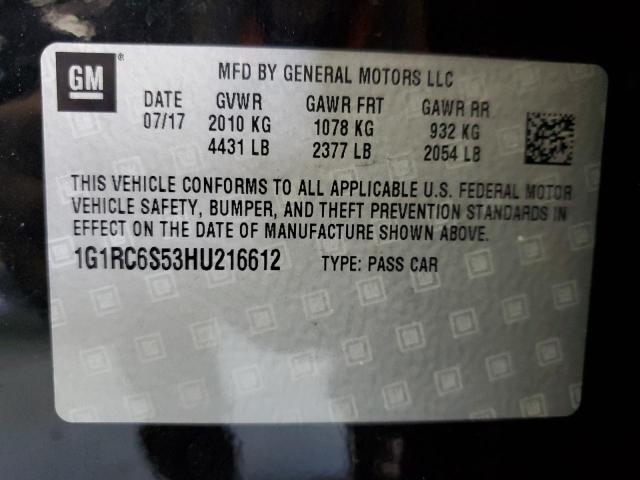 GM ®
MFD BY GENERAL MOTORS LLC
DATE GVWR GAWR FRT GAWR RR
07/17 2010 KG 1078 KG 932 KG
4431 LB 2377 LB 2054 LB
THIS VEHICLE CONFORMS TO ALL APPLICABLE U.S. FEDERAL MOTOR
VEHICLE SAFETY, BUMPER, AND THEFT PREVENTION STANDARDS IN
EFFECT ON THE DATE OF MANUFACTURE SHOWN ABOVE.
1G1RC6S53HU216612 TYPE: PASS CAR